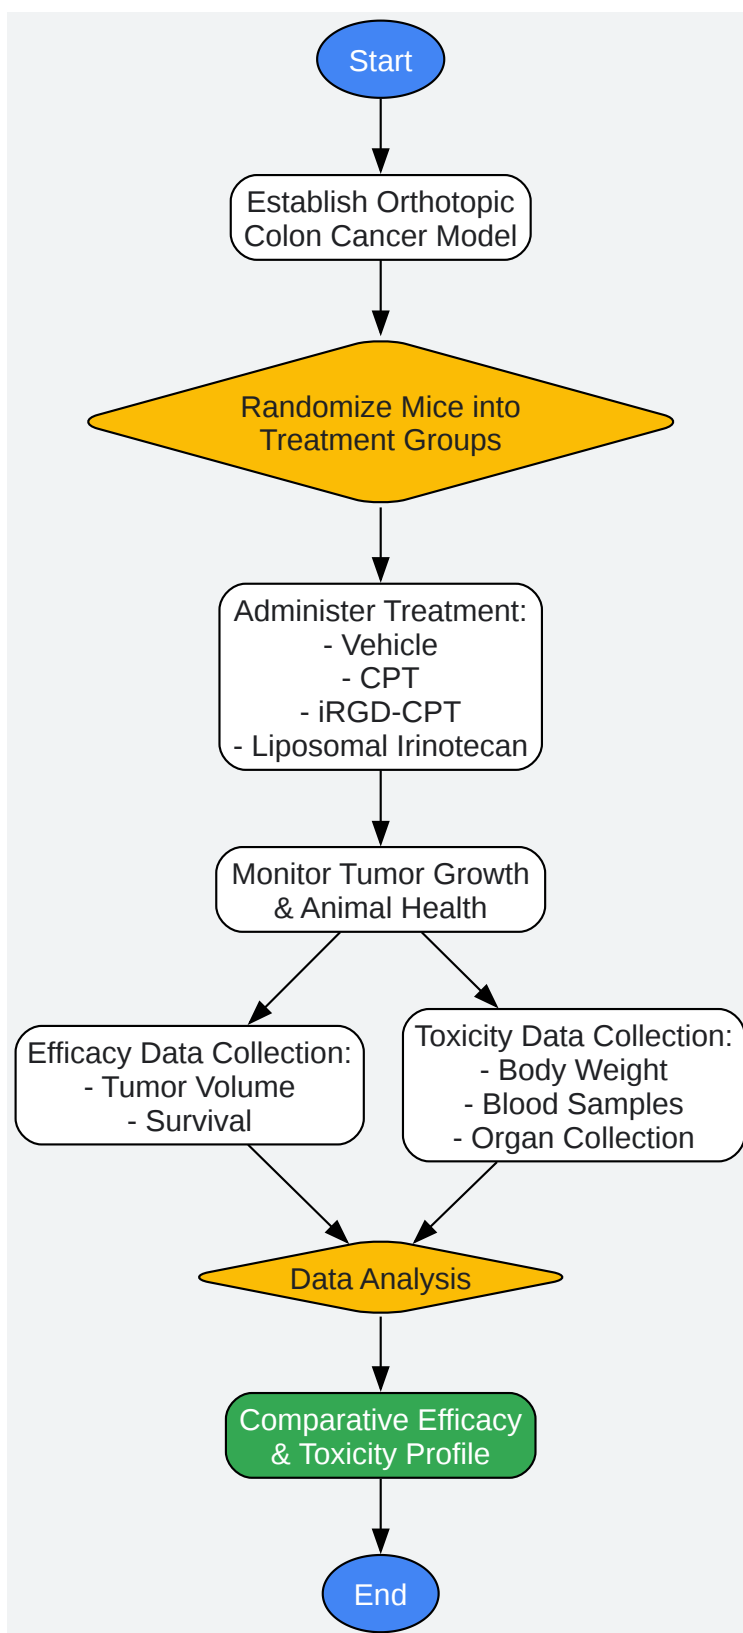 Start
Establish Orthotopic
Colon Cancer Model
Randomize Mice into
Treatment Groups
Administer Treatment:
- Vehicle
- CPT
- iRGD-CPT
- Liposomal Irinotecan
Monitor Tumor Growth
& Animal Health
Efficacy Data Collection:
- Tumor Volume
- Survival
Toxicity Data Collection:
- Body Weight
- Blood Samples
- Organ Collection
Data Analysis
Comparative Efficacy
& Toxicity Profile
End